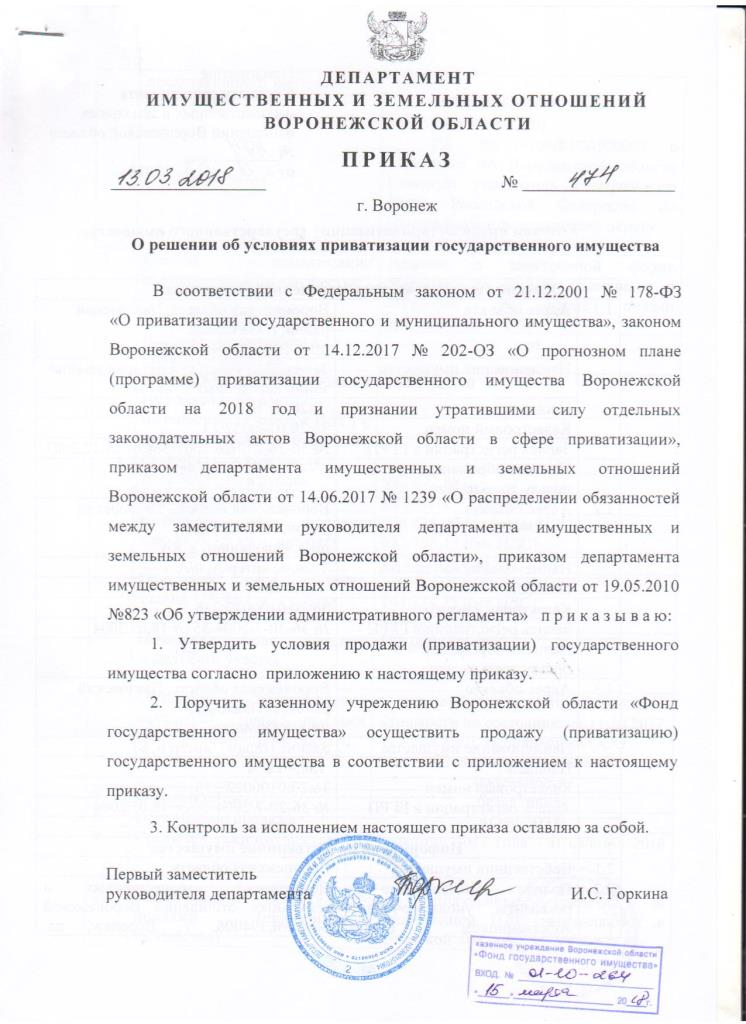 ДЕПАРТАМЕНТ
ИМУЩЕСТВЕННЫХ И ЗЕМЕЛЬНЫХ ОТНОШЕНИЙ
ВОРОНЕЖСКОЙ ОБЛАСТИ
ПРИКАЗ
13.03.2018 № 474
г. Воронеж
О решении об условиях приватизации государственного имущества
В соответствии с Федеральным законом от 21.12.2001 № 178-ФЗ
«О приватизации государственного и муниципального имущества», законом
Воронежской области от 14.12.2017 № 202-ОЗ «О прогнозном плане
(программе) приватизации государственного имущества Воронежской
области на 2018 год и признании утратившими силу отдельных
законодательных актов Воронежской области в сфере приватизации»,
приказом департамента имущественных и земельных отношений
Воронежской области от 14.06.2017 № 1239 «О распределении обязанностей
между заместителями руководителя департамента имущественных и
земельных отношений Воронежской области», приказом департамента
имущественных и земельных отношений Воронежской области от 19.05.2010
№823 «Об утверждении административного регламента» п р и к а з ы в а ю:
1. Утвердить условия продажи (приватизации) государственного
имущества согласно приложению к настоящему приказу.
2. Поручить казенному учреждению Воронежской области «Фонд
государственного имущества» осуществить продажу (приватизацию)
государственного имущества в соответствии с приложением к настоящему
приказу.
3. Контроль за исполнением настоящего приказа оставляю за собой.
Первый заместитель
руководителя департамента И.С. Горкина
2
казенное учреждение Воронежской области
«Фонд государственного имущества»
ВХОД. № 01-20-264
«15» марта 2018г.